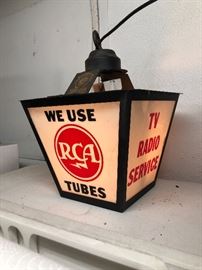 WE USE
RCA
TUBES
TV
RADIO
SERVICE